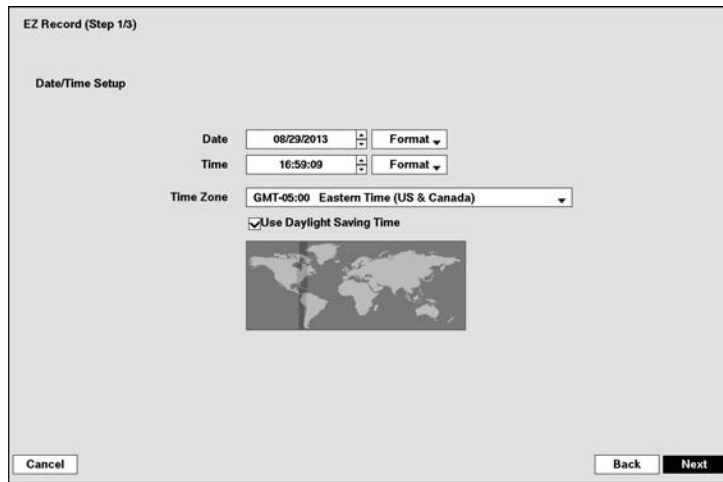 EZ Record (Step 1/3)
Date/Time Setup
Date 08/29/2013 Format
Time 16:59:09 Format
Time Zone GMT-05:00 Eastern Time (US & Canada)
Use Daylight Saving Time
Cancel Back Next